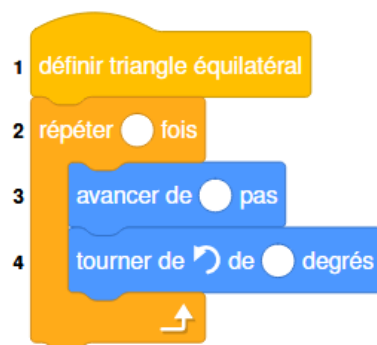 1 définir triangle équilatéral
2 répéter fois
3 avancer de pas
4 tourner de de degrés